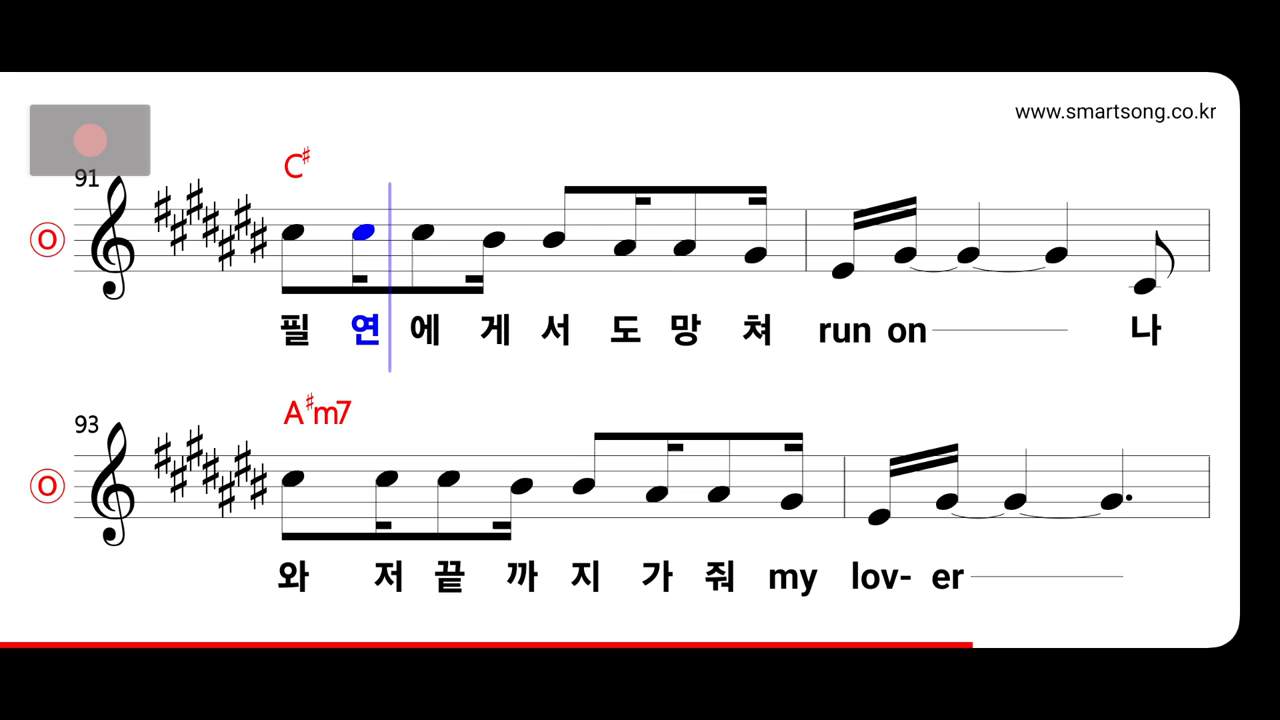 www.smartsong.co.kr
91
C♯
O
필 연 에 게 서 도 망 쳐 run on 나
93
A♯m7
O
와 저 끝 까 지 가 줘 my lov- er